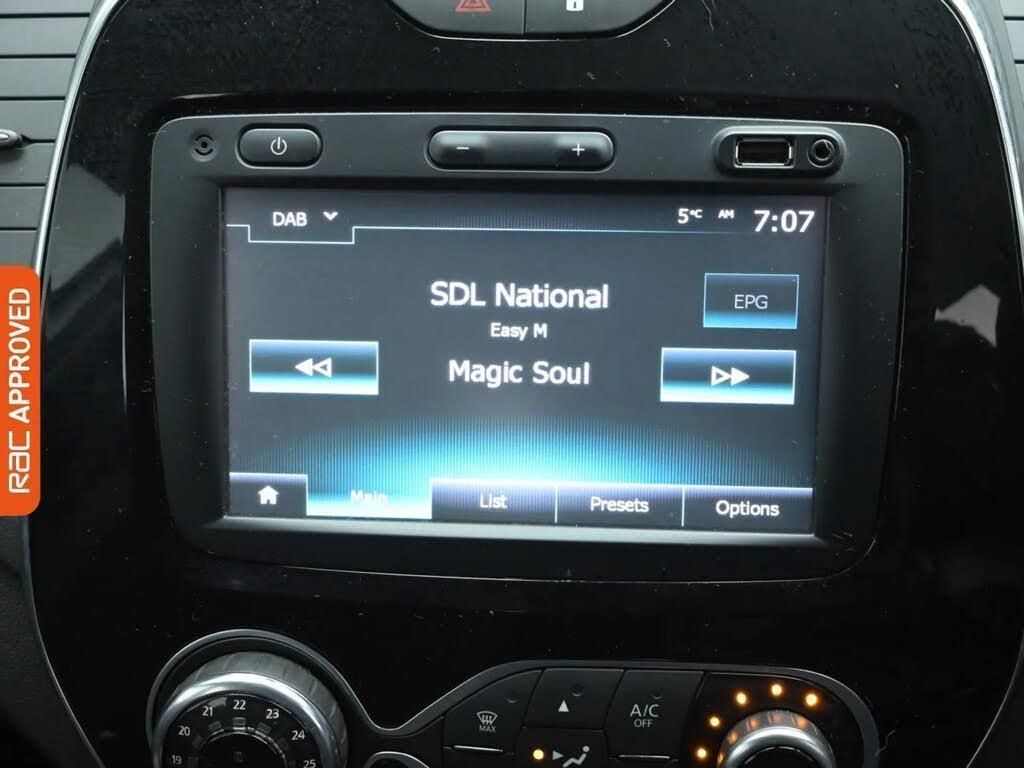 − +
DAB
5°C AM 7:07
SDL National
EPG
Easy M
Magic Soul
Main List Presets Options
RAC APPROVED
19 20 21 22 23 24 25
MAX
A/C
OFF